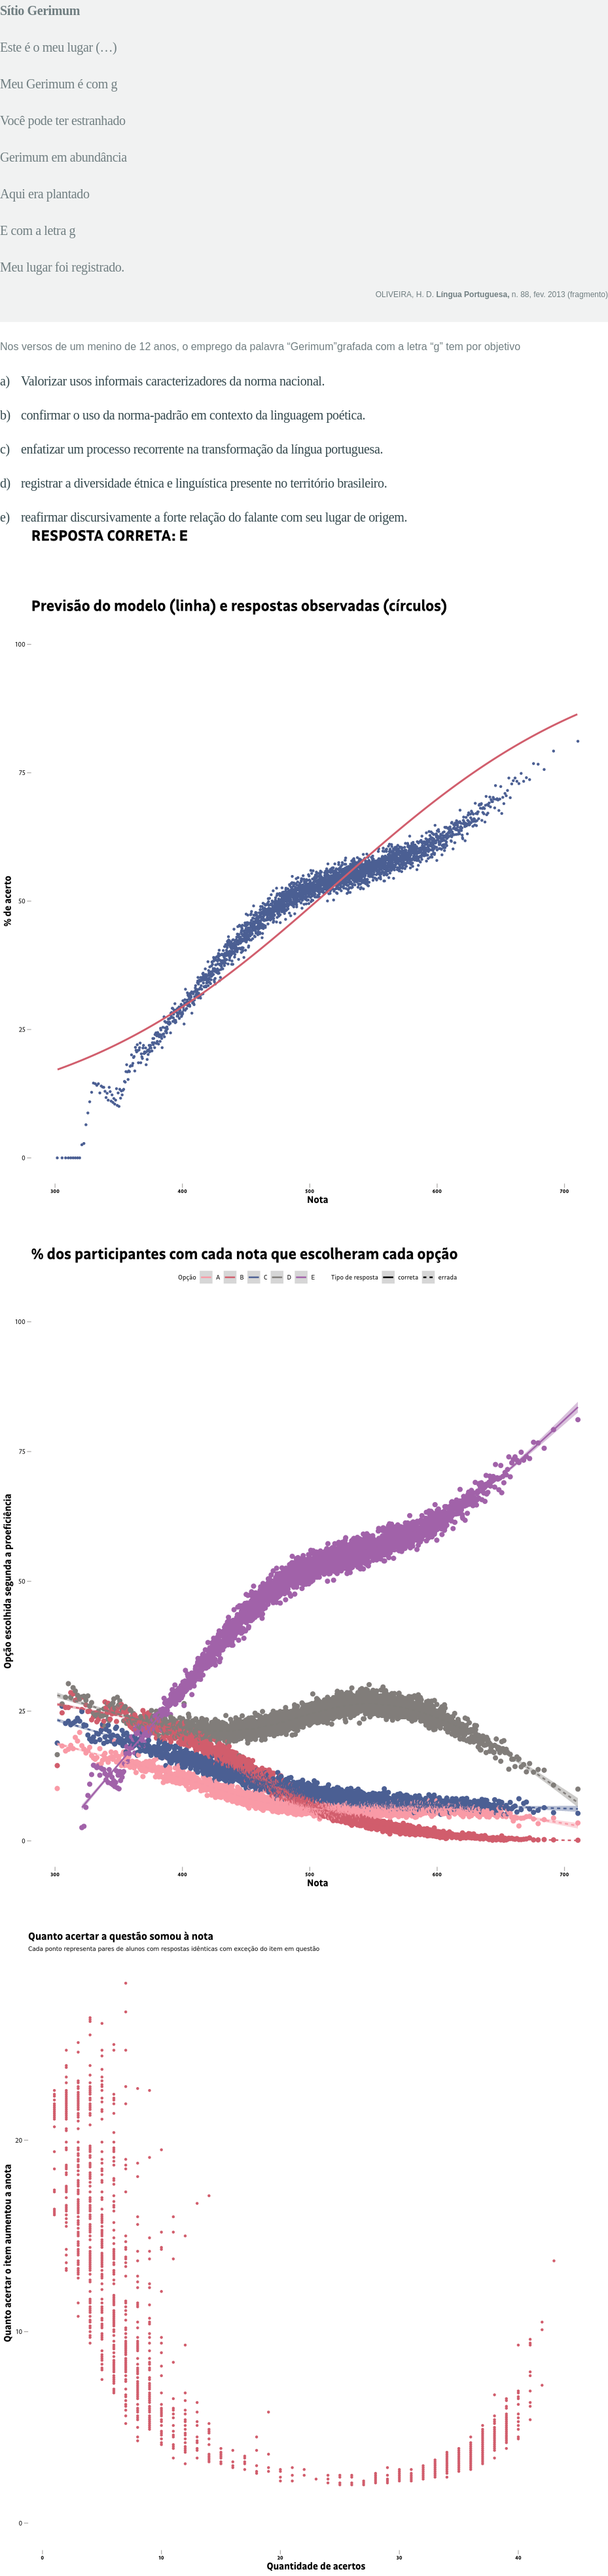 Sítio Gerimum
Este é o meu lugar (…)
Meu Gerimum é com g
Você pode ter estranhado
Gerimum em abundância
Aqui era plantado
E com a letra g
Meu lugar foi registrado.
OLIVEIRA, H. D. Língua Portuguesa, n. 88, fev. 2013 (fragmento)
Nos versos de um menino de 12 anos, o emprego da palavra “Gerimum”grafada com a letra “g” tem por objetivo
a) Valorizar usos informais caracterizadores da norma nacional.
b) confirmar o uso da norma-padrão em contexto da linguagem poética.
c) enfatizar um processo recorrente na transformação da língua portuguesa.
d) registrar a diversidade étnica e linguística presente no território brasileiro.
e) reafirmar discursivamente a forte relação do falante com seu lugar de origem.
RESPOSTA CORRETA: E
Previsão do modelo (linha) e respostas observadas (círculos)
100
75
50
25
0
% de acerto
300 400 500 600 700
Nota
% dos participantes com cada nota que escolheram cada opção
Opção A B C D E Tipo de resposta correta errada
100
75
50
25
0
Opção escolhida segunda a proeficiência
300 400 500 600 700
Nota
Quanto acertar a questão somou à nota
Cada ponto representa pares de alunos com respostas idênticas com exceção do item em questão
20
10
0
Quanto acertar o item aumentou a anota
0 10 20 30 40
Quantidade de acertos